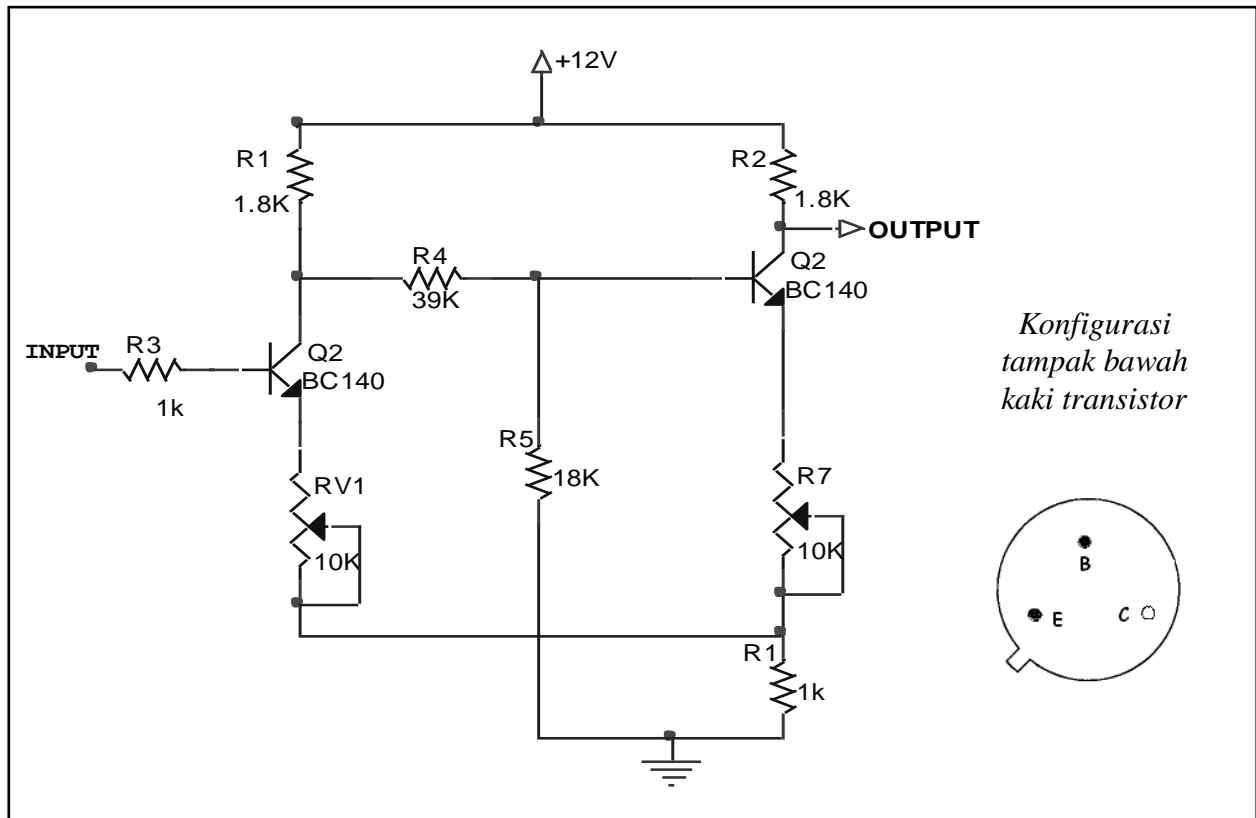 +12V
R1
1.8K
R2
1.8K
OUTPUT
R4
39K
Q2
BC140
INPUT
R3
1k
Q2
BC140
R5
18K
RV1
10K
R7
10K
R1
1k
Konfigurasi
tampak bawah
kaki transistor
B
E
C